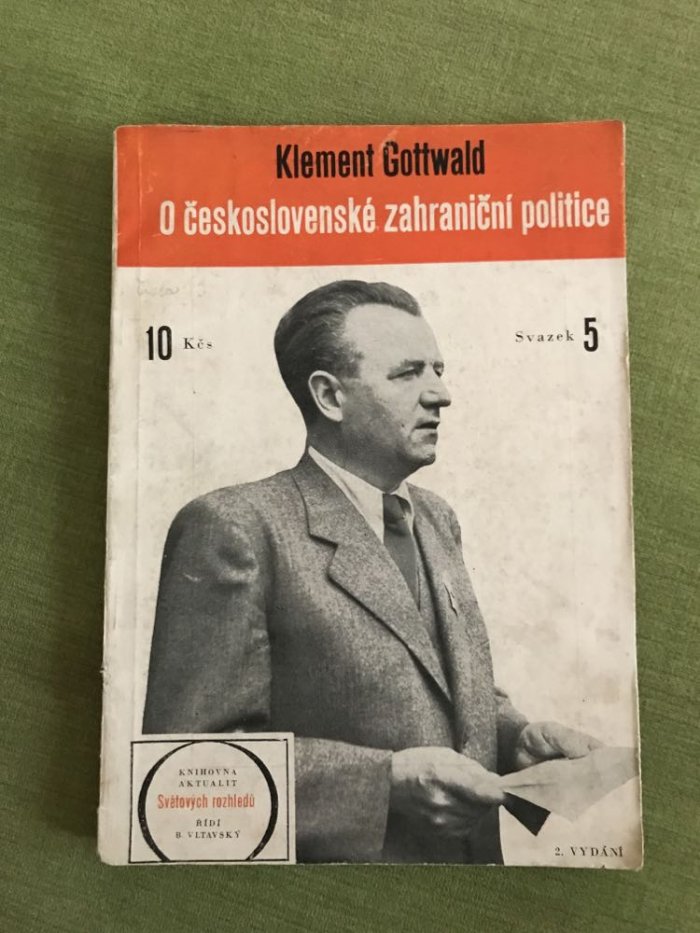 Klement Gottwald
O československé zahraniční politice
10 Kčs
Svazek 5
KNIHOVNA
AKTUALIT
Světových rozhledů
ŘÍDÍ
B. VLTAVSKÝ
2. VYDÁNÍ